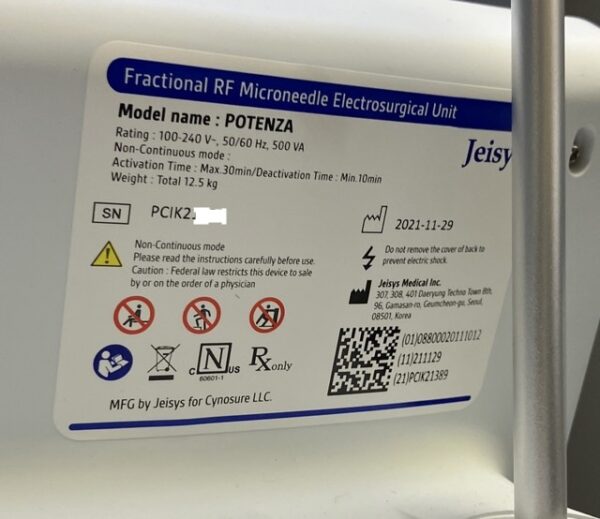 Fractional RF Microneedle Electrosurgical Unit
Model name : POTENZA
Rating : 100-240 V~, 50/60 Hz, 500 VA
Non-Continuous mode :
Activation Time : Max.30min/Deactivation Time : Min.10min
Weight : Total 12.5 kg
Jeisy
SN PCIK2
2021-11-29
Non-Continuous mode
Please read the instructions carefully before use.
Caution : Federal law restricts this device to sale
by or on the order of a physician
Do not remove the cover of back to
prevent electric shock.
Jeisys Medical Inc.
307, 308, 401 Daeryung Techno Town 8th,
96, Gamasan-ro, Geumcheon-gu, Seoul,
08501, Korea
C N US
60601-1
Rx only
(01)08800020111012
(11)211129
(21)PCIK21389
MFG by Jeisys for Cynosure LLC.